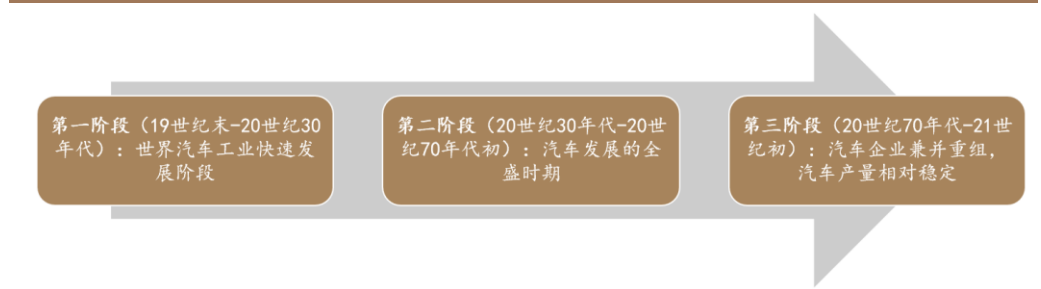 第一阶段（19世纪末-20世纪30
年代）：世界汽车工业快速发
展阶段
第二阶段（20世纪30年代-20世
纪70年代初）：汽车发展的全
盛时期
第三阶段（20世纪70年代-21世
纪初）：汽车企业兼并重组，
汽车产量相对稳定